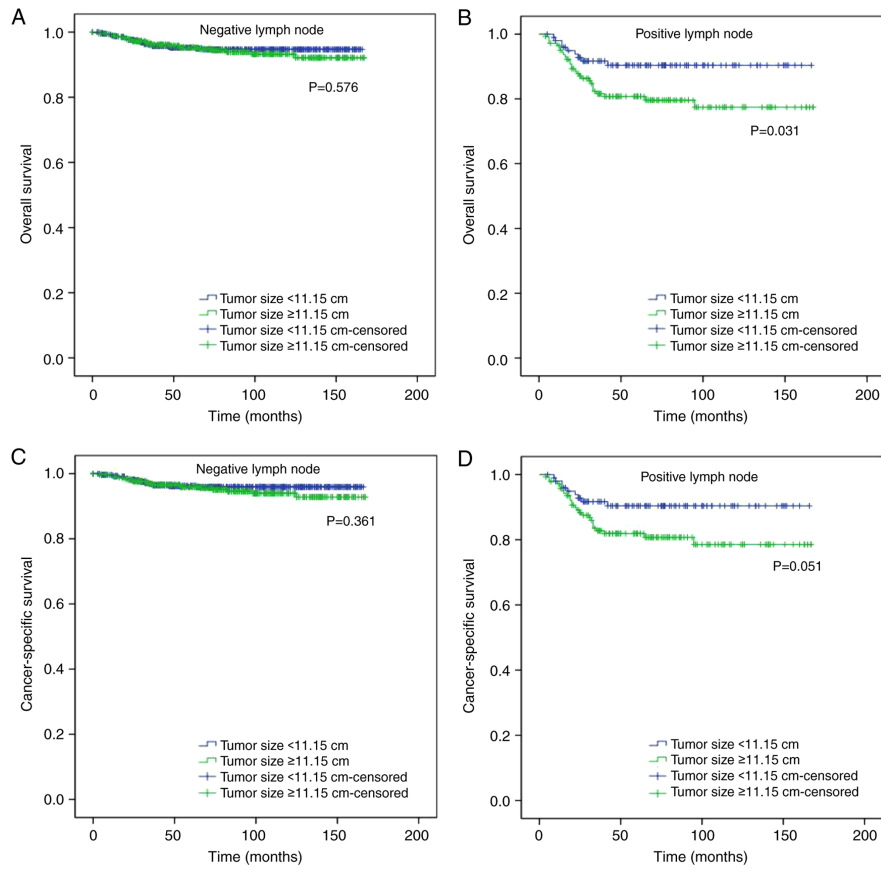 A
Negative lymph node
P=0.576
Overall survival
1.0
0.8
0.6
0.4
0.2
0.0
Tumor size <11.15 cm
Tumor size ≥11.15 cm
Tumor size <11.15 cm-censored
Tumor size ≥11.15 cm-censored
0 50 100 150 200
Time (months)
B
Positive lymph node
P=0.031
Overall survival
1.0
0.8
0.6
0.4
0.2
0.0
Tumor size <11.15 cm
Tumor size ≥11.15 cm
Tumor size <11.15 cm-censored
Tumor size ≥11.15 cm-censored
0 50 100 150 200
Time (months)
C
Negative lymph node
P=0.361
Cancer-specific survival
1.0
0.8
0.6
0.4
0.2
0.0
Tumor size <11.15 cm
Tumor size ≥11.15 cm
Tumor size <11.15 cm-censored
Tumor size ≥11.15 cm-censored
0 50 100 150 200
Time (months)
D
Positive lymph node
P=0.051
Cancer-specific survival
1.0
0.8
0.6
0.4
0.2
0.0
Tumor size <11.15 cm
Tumor size ≥11.15 cm
Tumor size <11.15 cm-censored
Tumor size ≥11.15 cm-censored
0 50 100 150 200
Time (months)